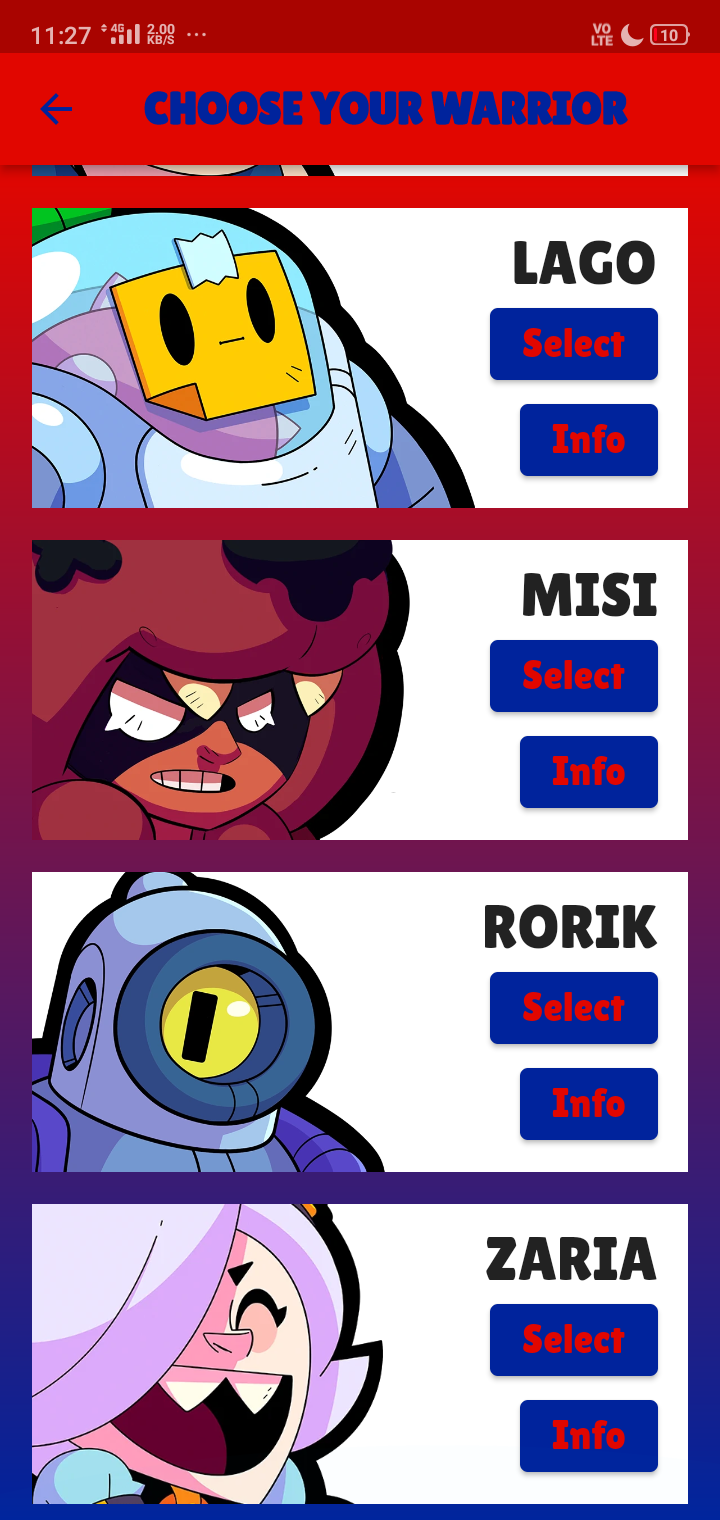 11:27 4G 2.00 KB/S ... VO LTE 10
CHOOSE YOUR WARRIOR
LAGO
Select
Info
MISI
Select
Info
RORIK
Select
Info
ZARIA
Select
Info